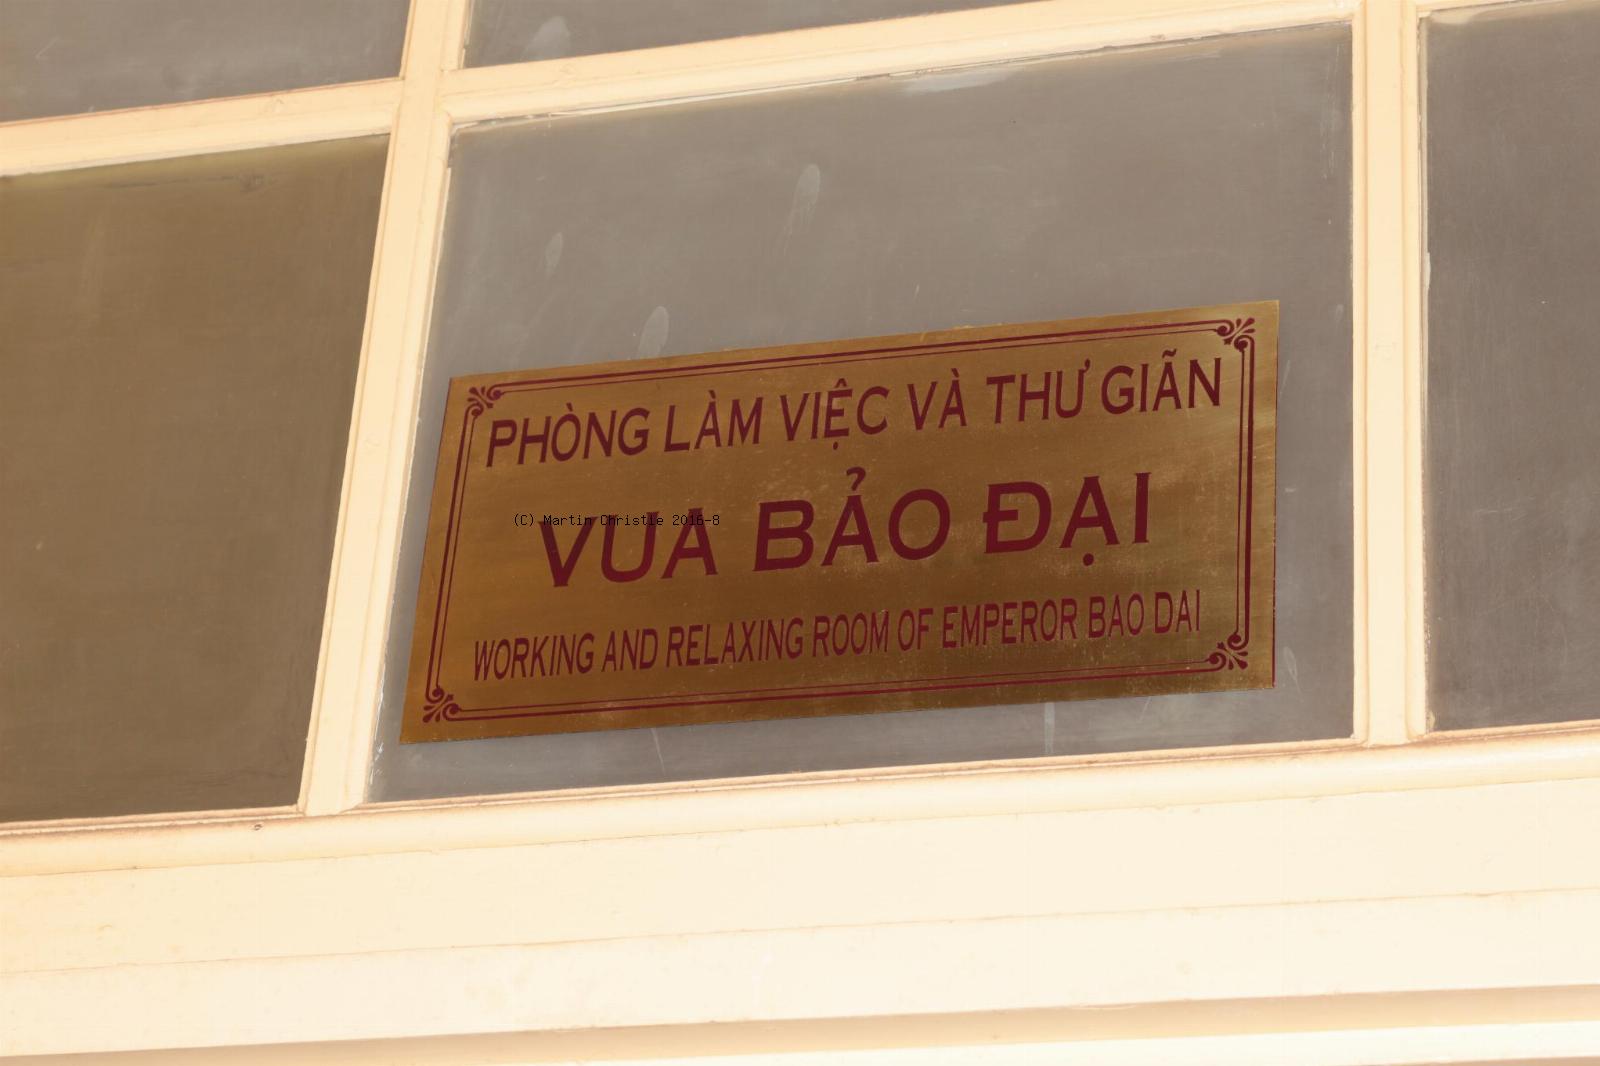 PHÒNG LÀM VIỆC VÀ THƯ GIÃN
VUA BẢO ĐẠI
(C) Martin Christie 2016-8
WORKING AND RELAXING ROOM OF EMPEROR BAO DAI